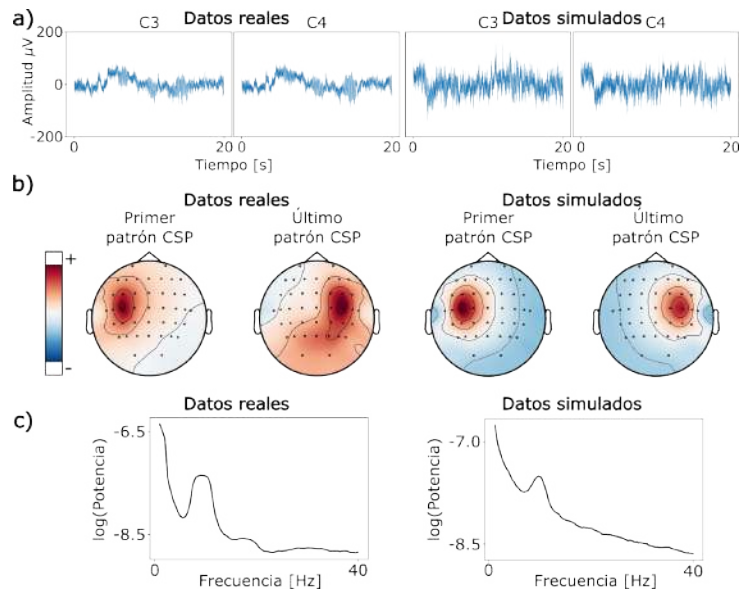 a)
Datos reales
Datos simulados
C3
C4
C3
C4
Amplitud μV
200
0
-200
0
20
0
20
0
20
0
20
Tiempo [s]
Tiempo [s]
b)
Datos reales
Datos simulados
Primer
patrón CSP
Último
patrón CSP
Primer
patrón CSP
Último
patrón CSP
+
-
c)
Datos reales
Datos simulados
log(Potencia)
-6.5
-8.5
0
40
Frecuencia [Hz]
log(Potencia)
-7.0
-8.5
0
40
Frecuencia [Hz]